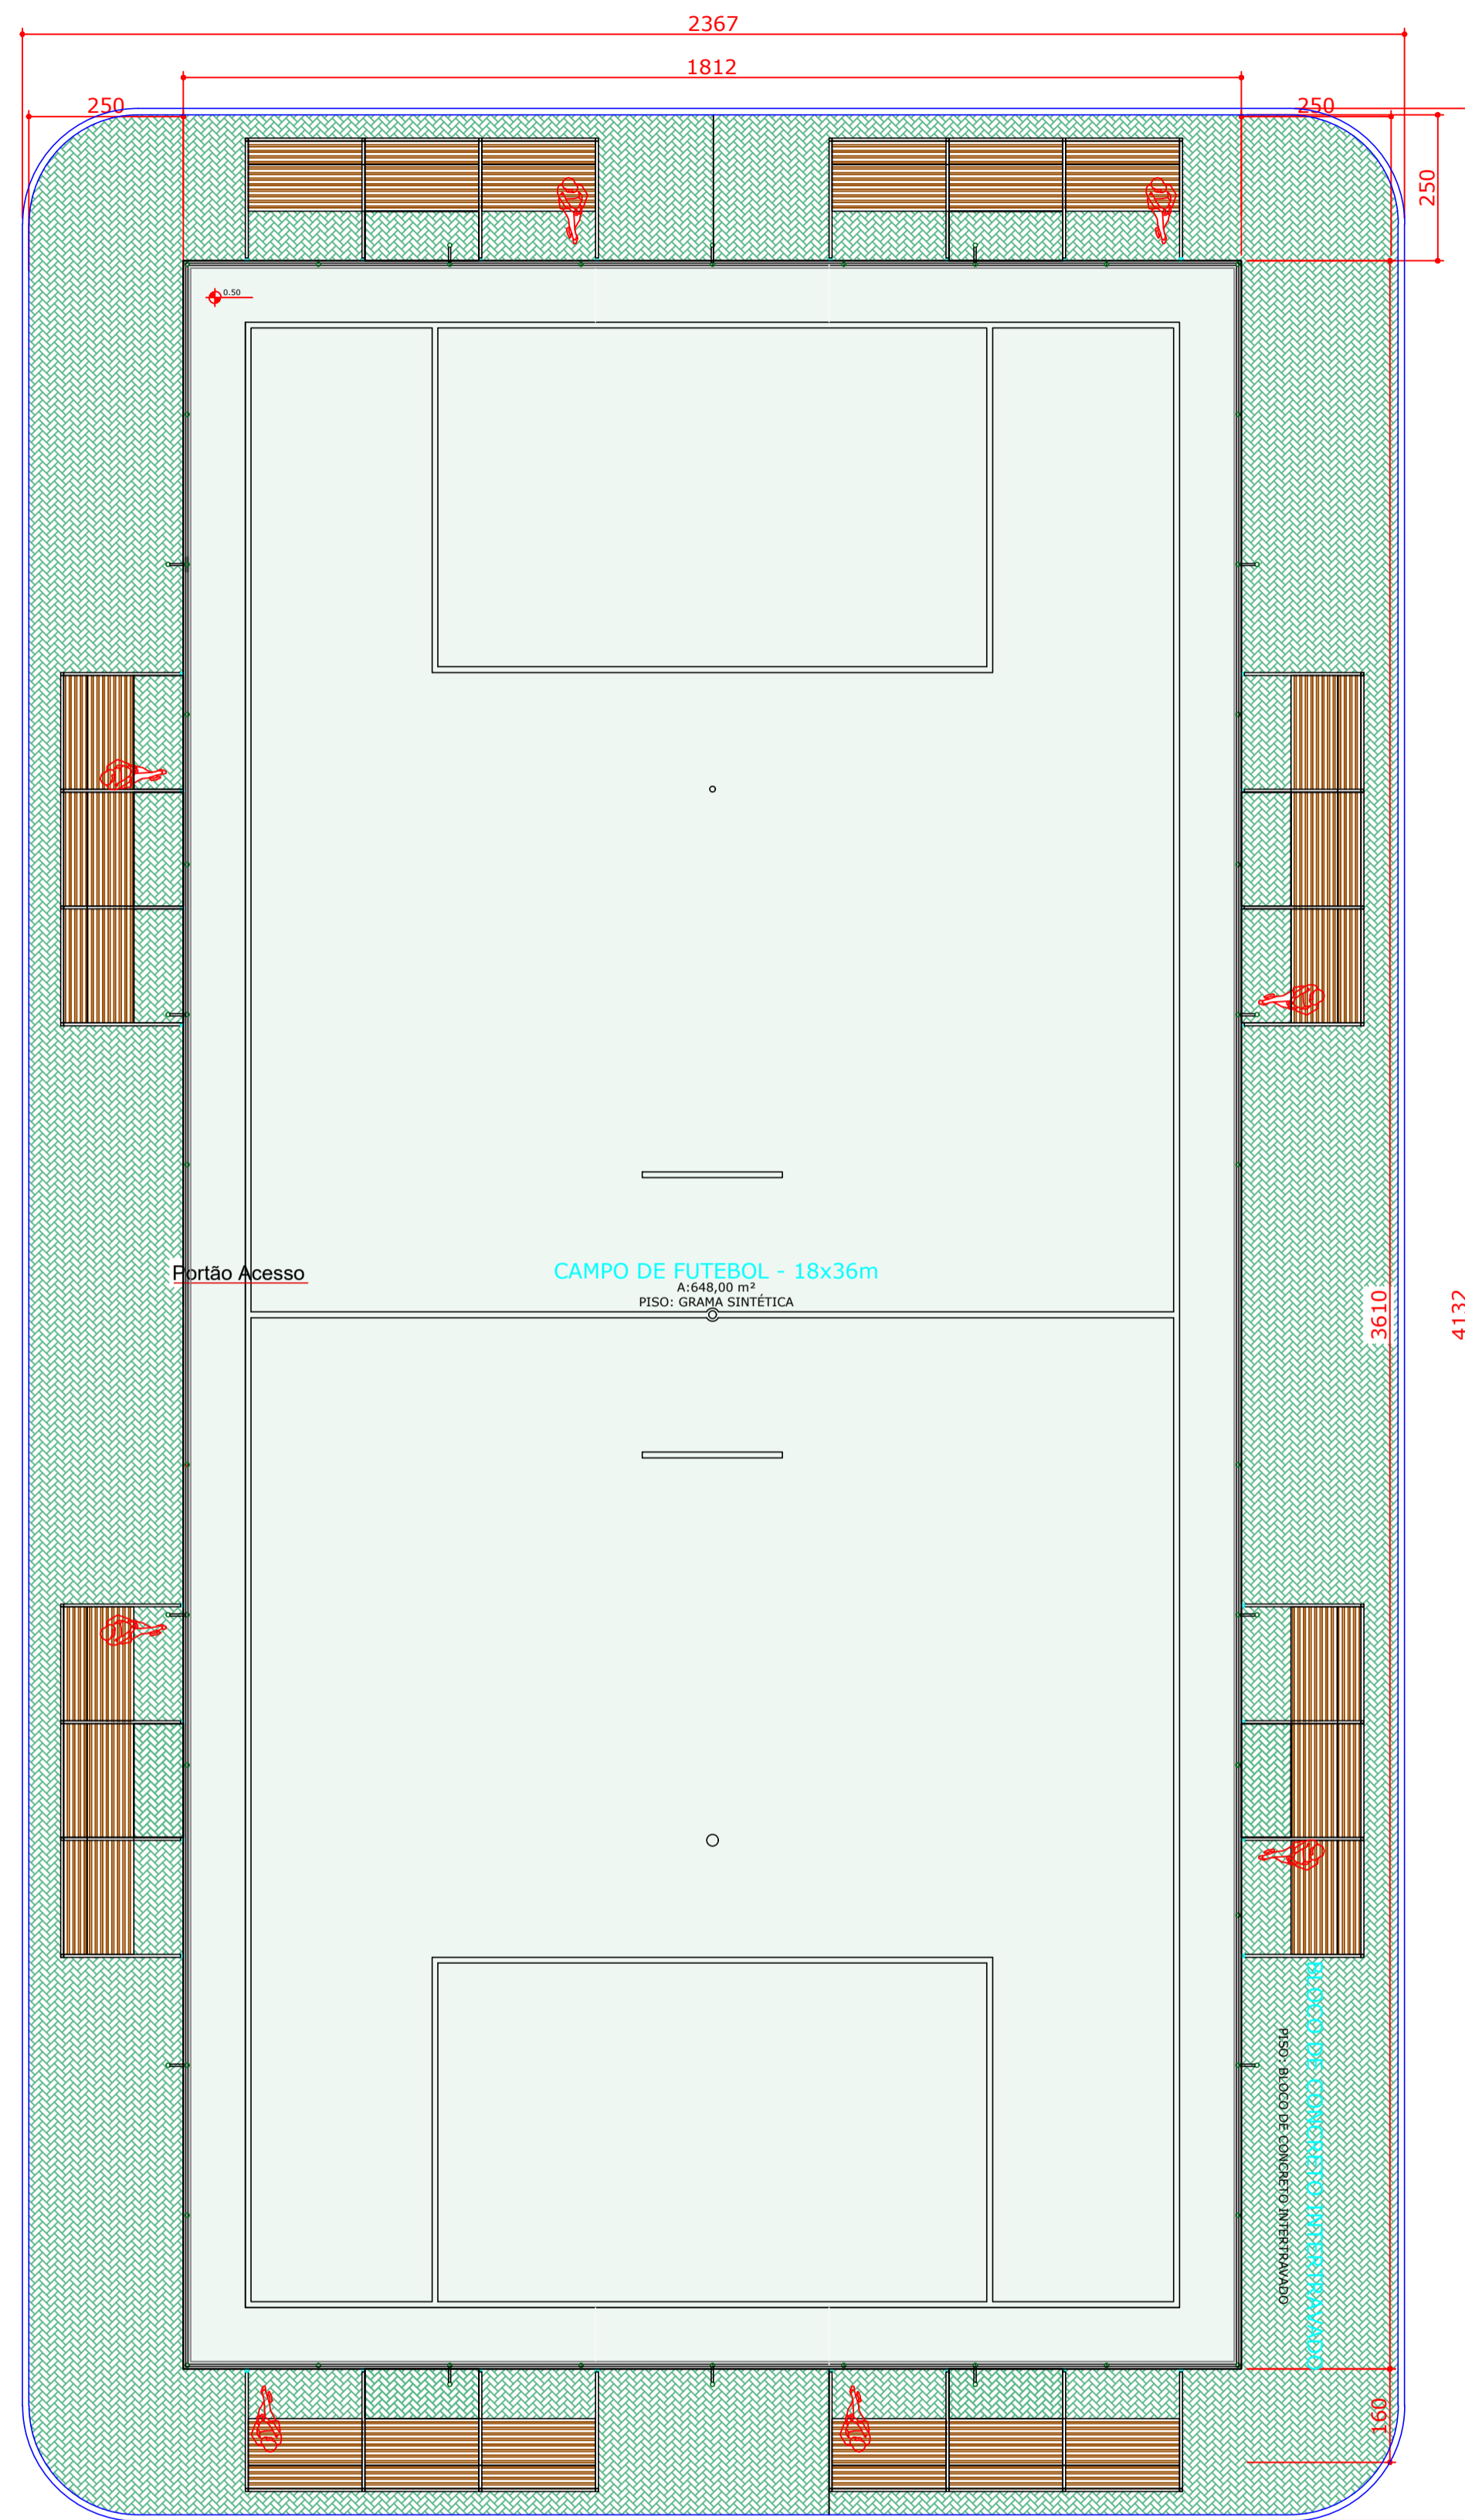 2367
1812
250
250
250
0.50
Portão Acesso
CAMPO DE FUTEBOL - 18x36m
A:648,00 m²
PISO: GRAMA SINTÉTICA
3610
4132
BLOCO DE CONCRETO INTERTRAVADO
PISO: BLOCO DE CONCRETO INTERTRAVADO
160